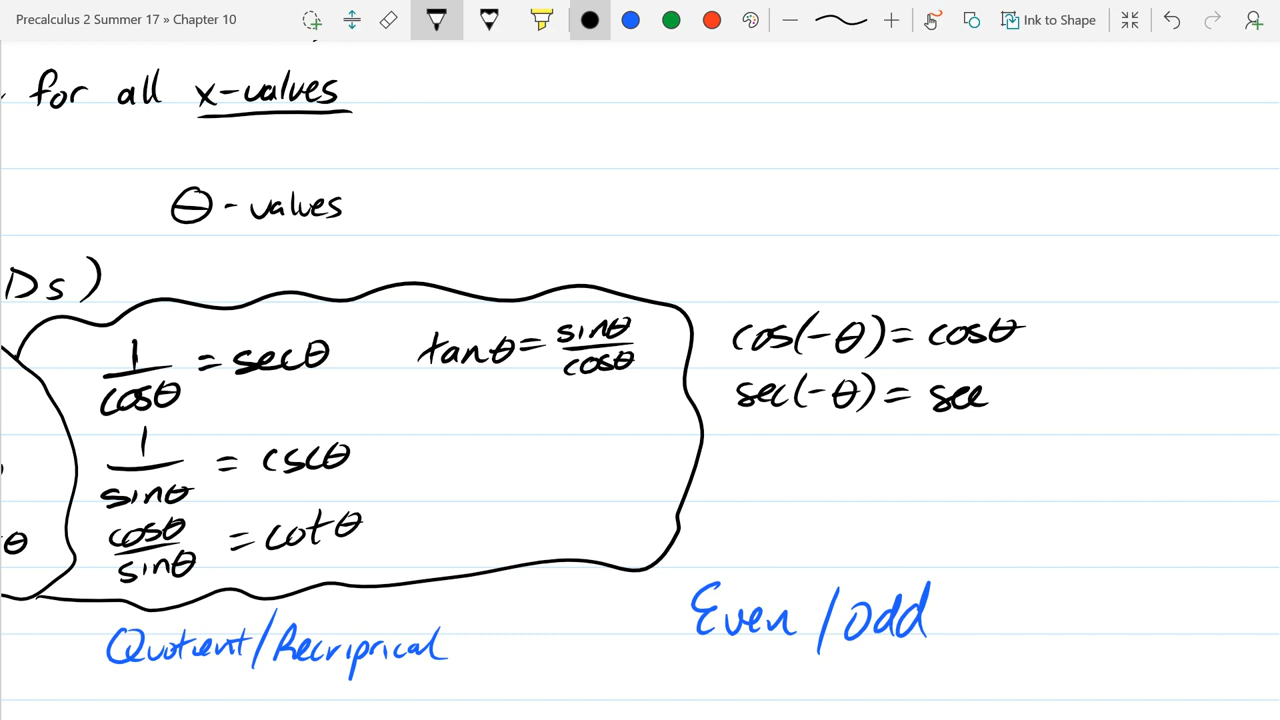 Precalculus 2 Summer 17 » Chapter 10
Ink to Shape
for all x-values
θ - values
Ds )
1/cosθ = secθ
tanθ = sinθ/cosθ
1/sinθ = cscθ
cosθ/sinθ = cotθ
θ
cos(-θ) = cosθ
sec(-θ) = sec
Quotient/Recriprical
Even / Odd